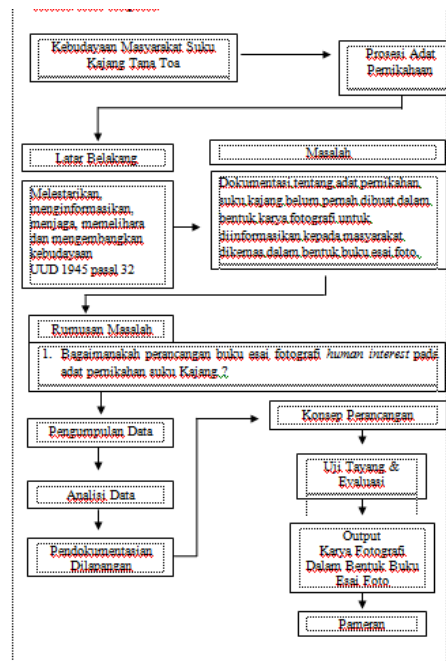 Kebudayaan Masyarakat Suku
Kajang Tana Toa
Prosesi Adat
Pernikahaan
Latar Belakang
Masalah
Melestarikan,
menginformasikan,
menjaga, memelihara
dan mengembangkan
kebudayaan
UUD 1945 pasal 32
Dokumentasi tentang adat pernikahan
suku kajang belum pernah dibuat dalam
bentuk karya fotografi untuk
diinformasikan kepada masyarakat
dikemas dalam bentuk buku esai foto.
Rumusan Masalah
1. Bagaimanakah perancangan buku esai fotografi human interest pada
adat pernikahan suku Kajang ?
Pengumpulan Data
Konsep Perancangan
Analisi Data
Uji Tayang &
Evaluasi
Pendokumentasian
Dilapangan
Output
Karya Fotografi
Dalam Bentuk Buku
Esai Foto
Pameran